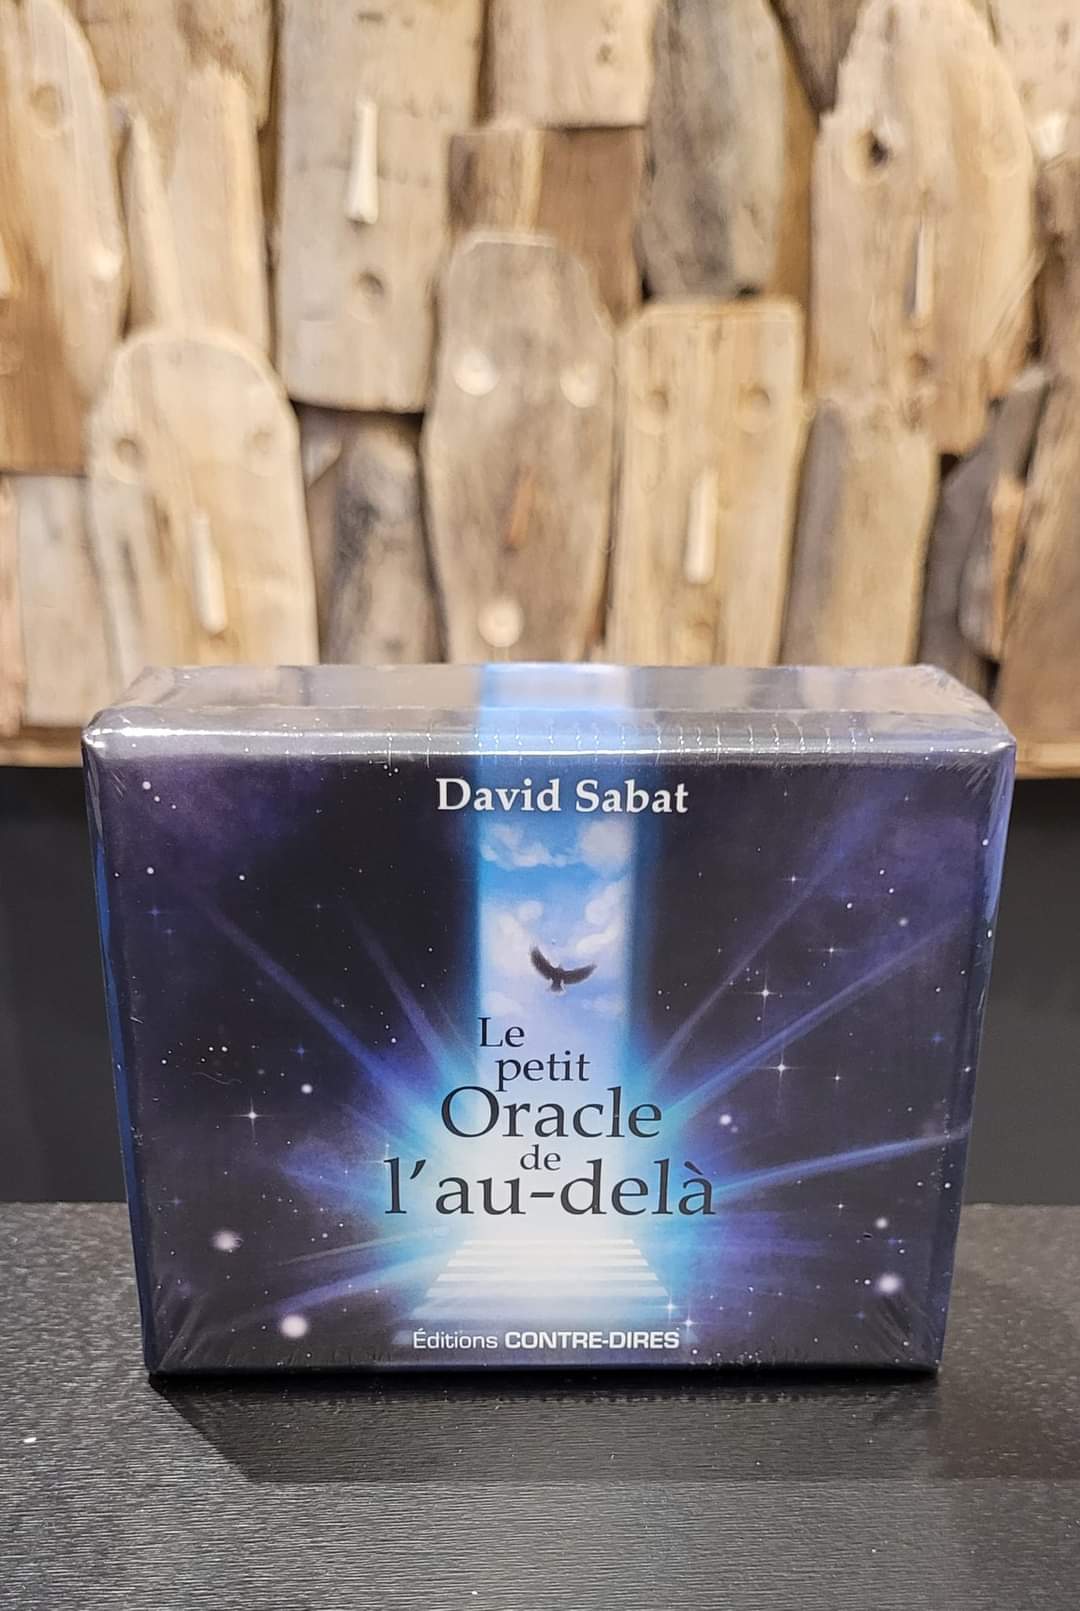 David Sabat
Le
petit
Oracle
de
l'au-delà
Éditions CONTRE-DIRES